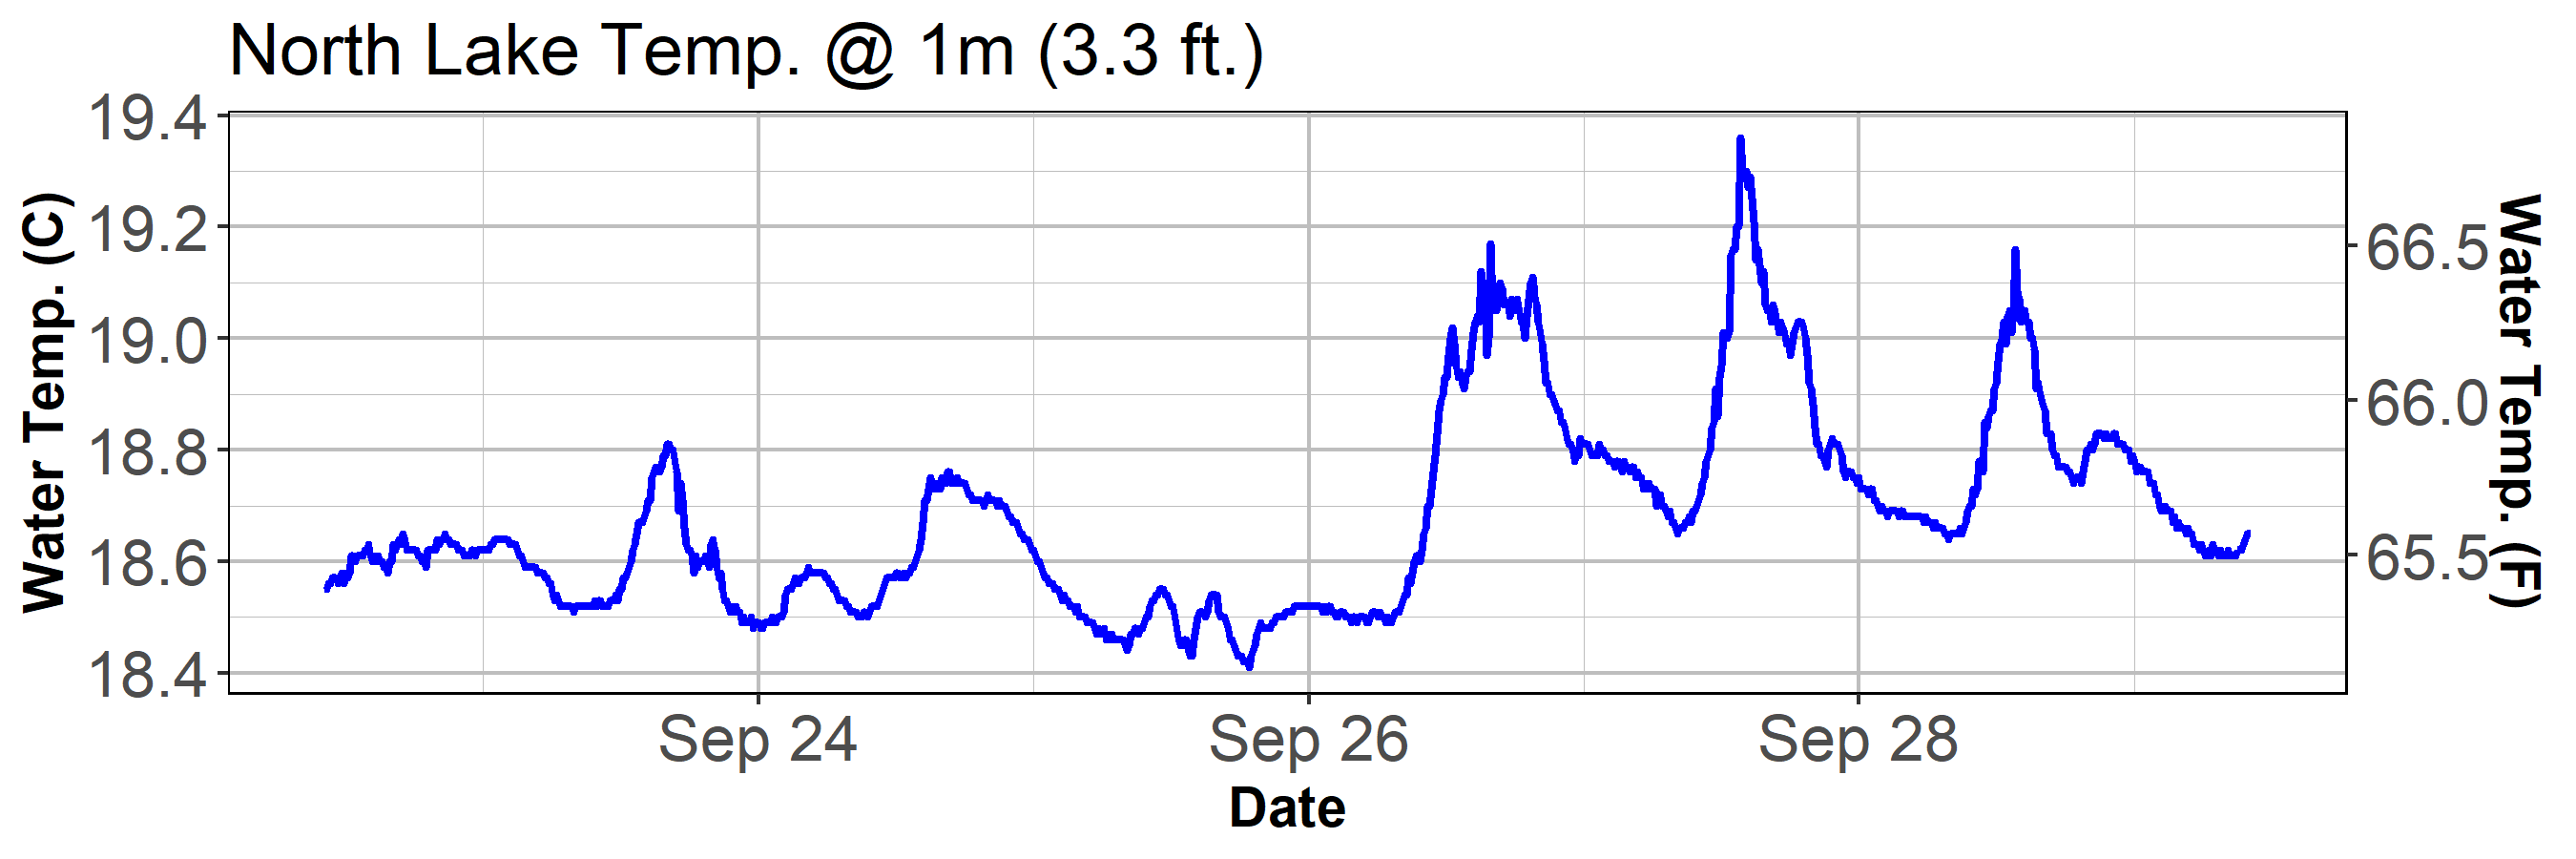 North Lake Temp. @ 1m (3.3 ft.)
Water Temp. (C)
19.4
19.2
19.0
18.8
18.6
18.4
66.5
66.0
65.5
Water Temp. (F)
Sep 24
Sep 26
Sep 28
Date